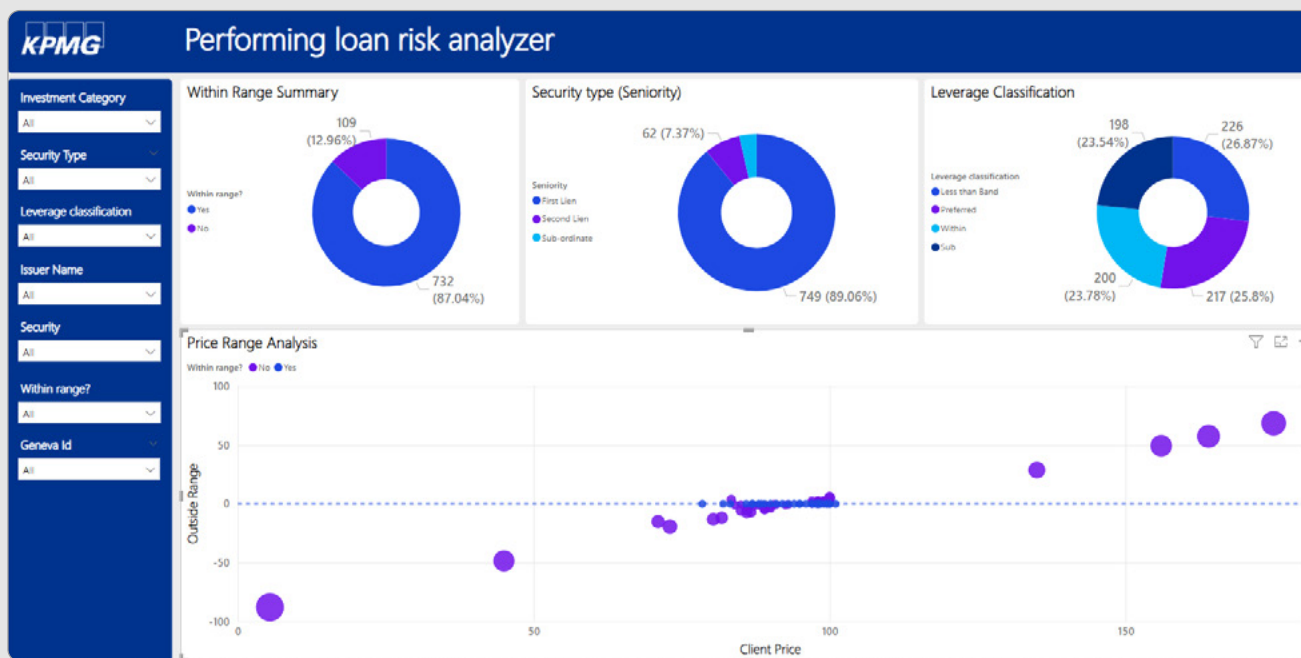 KPMG
Performing loan risk analyzer
Investment Category
All
Security Type
All
Leverage classification
All
Issuer Name
All
Security
All
Within range?
All
Geneva Id
All
Within Range Summary
109
(12.96%)
Within range?
Yes
No
732
(87.04%)
Security type (Seniority)
62 (7.37%)
Seniority
First Lien
Second Lien
Sub-ordinate
749 (89.06%)
Leverage Classification
198
(23.54%)
226
(26.87%)
Leverage classification
Less than Band
Preferred
Within
Sub
200
(23.78%)
217 (25.8%)
Price Range Analysis
Within range? No Yes
Outside Range
100
50
0
-50
-100
0 50 100 150
Client Price